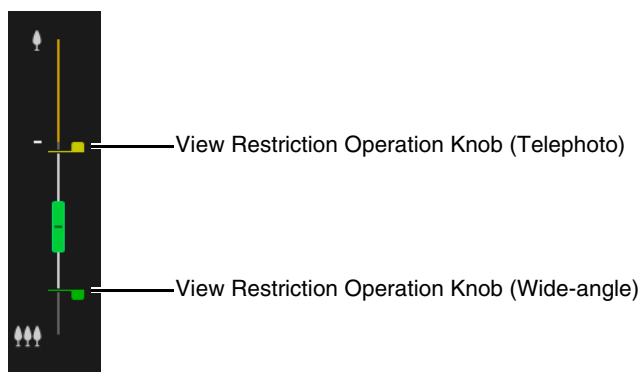 View Restriction Operation Knob (Telephoto)
View Restriction Operation Knob (Wide-angle)